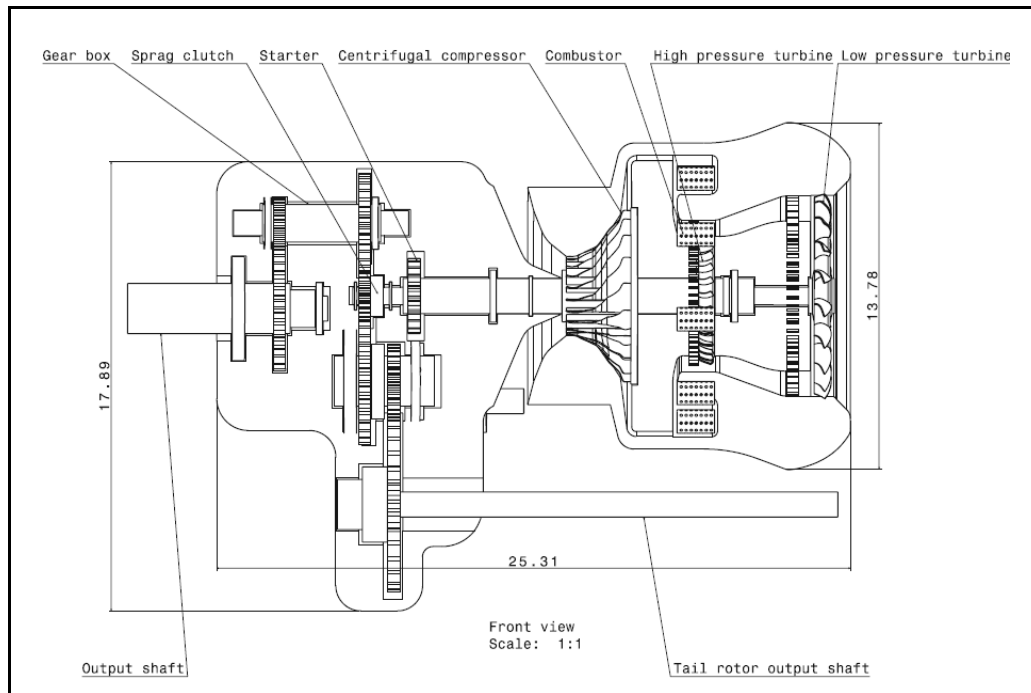 Gear box
Sprag clutch
Starter
Centrifugal compressor
Combustor
High pressure turbine
Low pressure turbine
17.89
13.78
25.31
Front view
Scale: 1:1
Output shaft
Tail rotor output shaft